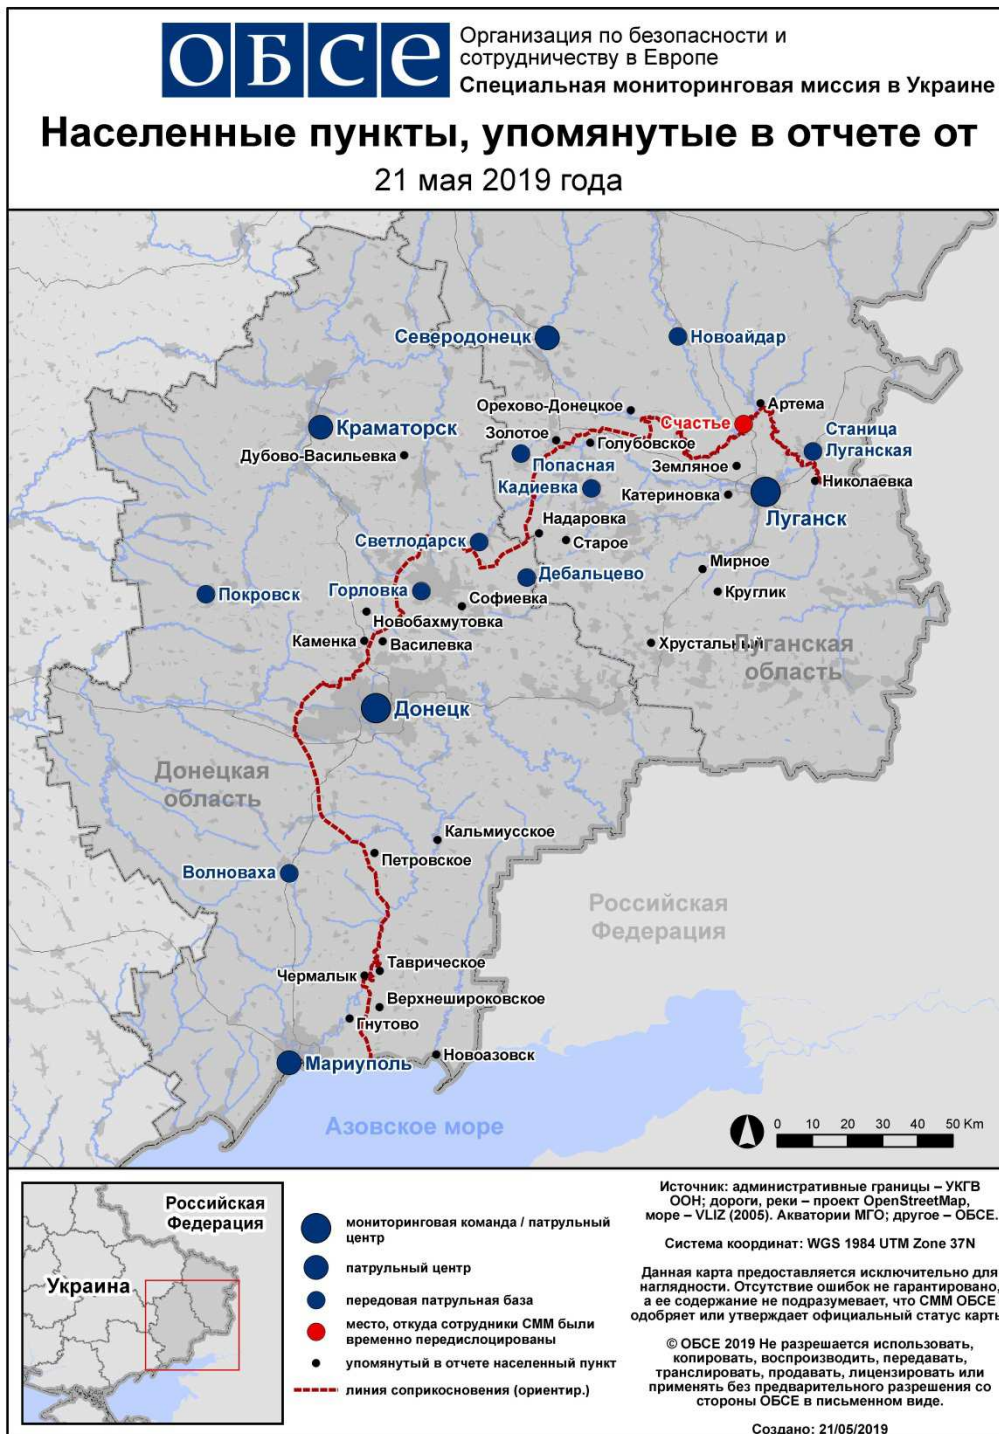 ОБСЕ
Организация по безопасности и
сотрудничеству в Европе
Специальная мониторинговая миссия в Украине
Населенные пункты, упомянутые в отчете от
21 мая 2019 года
Северодонецк
Новоайдар
Орехово-Донецкое
Артема
Счастье
Краматорск
Золотое
Голубовское
Станица
Луганская
Дубово-Васильевка
Попасная
Земляное
Кадиевка
Катериновка
Николаевка
Луганск
Надаровка
Светлодарск
Старое
Мирное
Дебальцево
Покровск
Горловка
Софиевка
Круглик
Новобахмутовка
Каменка
Василевка
Хрустальный
Луганская
область
Донецк
Донецкая
область
Кальмиусское
Петровское
Волноваха
Российская
Федерация
Таврическое
Чермалык
Верхнешироковское
Гнутово
Новоазовск
Мариуполь
Азовское море
0 10 20 30 40 50 Km
Российская
Федерация
Украина
мониторинговая команда / патрульный
центр
патрульный центр
передовая патрульная база
место, откуда сотрудники СММ были
временно передислоцированы
упомянутый в отчете населенный пункт
линия соприкосновения (ориентир.)
Источник: административные границы – УКГВ
ООН; дороги, реки – проект OpenStreetMap,
море – VLIZ (2005). Акватории МГО; другое – ОБСЕ.
Система координат: WGS 1984 UTM Zone 37N
Данная карта предоставляется исключительно для
наглядности. Отсутствие ошибок не гарантировано,
а ее содержание не подразумевает, что СММ ОБСЕ
одобряет или утверждает официальный статус карты
© ОБСЕ 2019 Не разрешается использовать,
копировать, воспроизводить, передавать,
транслировать, продавать, лицензировать или
применять без предварительного разрешения со
стороны ОБСЕ в письменном виде.
Создано: 21/05/2019